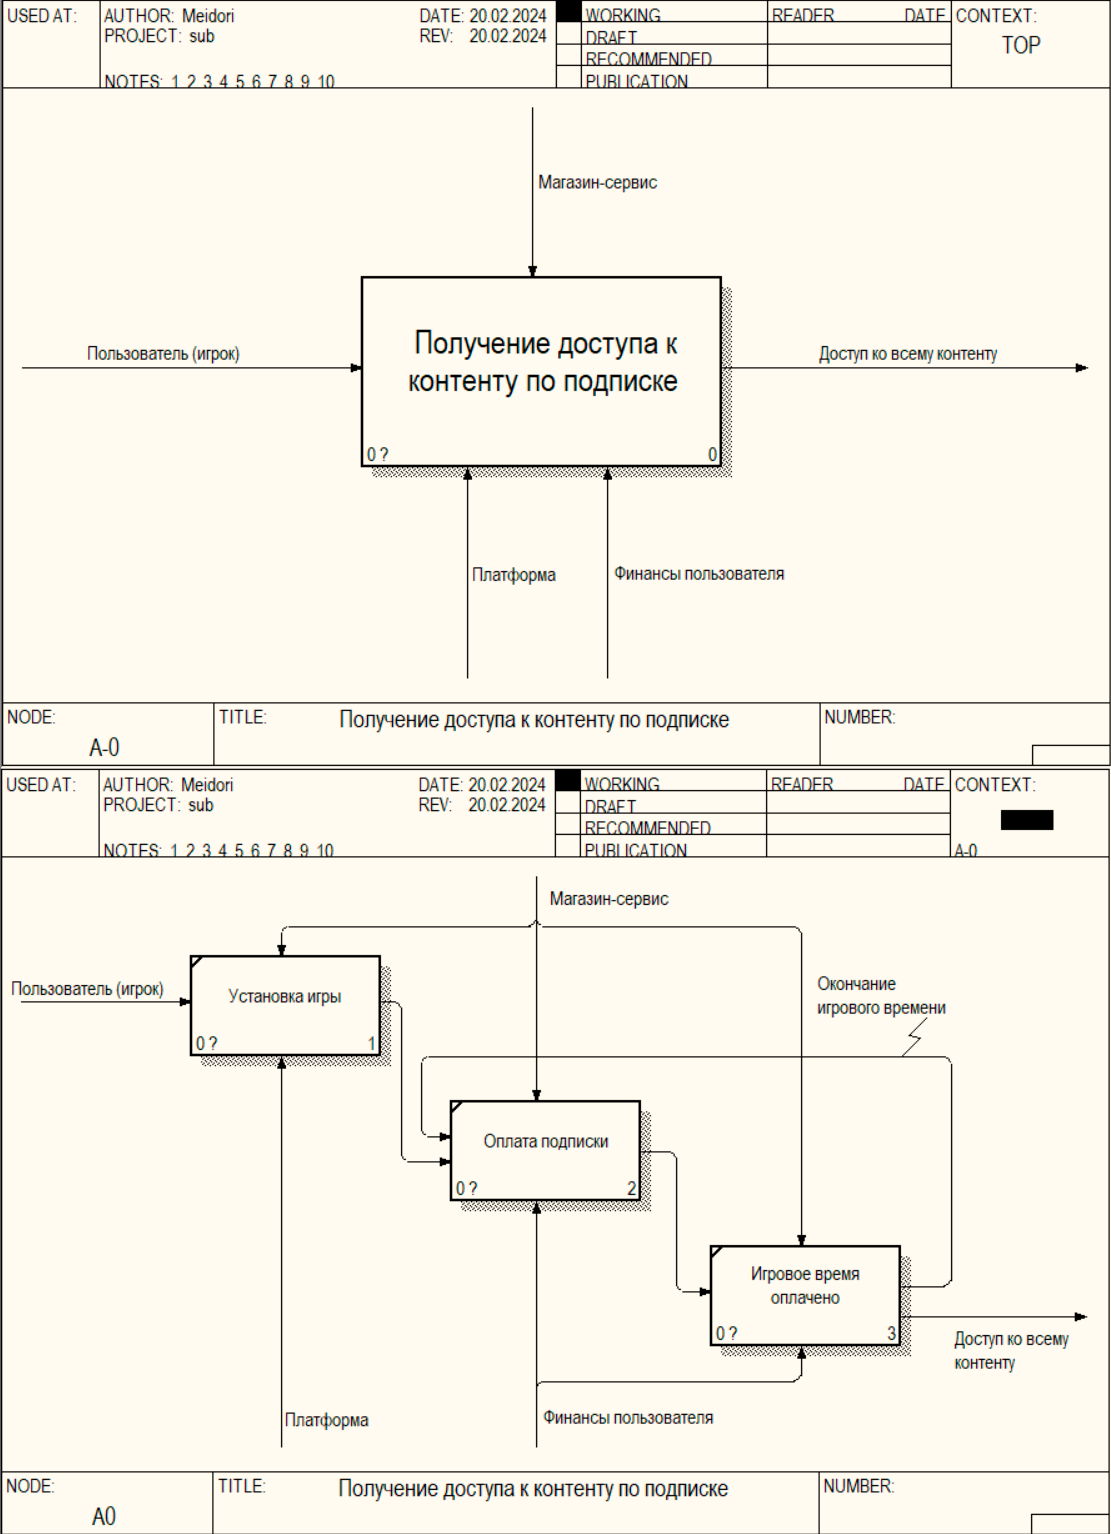 USED AT:
AUTHOR: Meidori
DATE: 20.02.2024
WORKING
READER
DATE
CONTEXT:
PROJECT: sub
REV: 20.02.2024
DRAFT
TOP
RECOMMENDED
NOTES: 1 2 3 4 5 6 7 8 9 10
PUBLICATION
Магазин-сервис
Пользователь (игрок)
Получение доступа к
контенту по подписке
Доступ ко всему контенту
0 ?
0
Платформа
Финансы пользователя
NODE:
TITLE:
Получение доступа к контенту по подписке
NUMBER:
A-0
USED AT:
AUTHOR: Meidori
DATE: 20.02.2024
WORKING
READER
DATE
CONTEXT:
PROJECT: sub
REV: 20.02.2024
DRAFT
RECOMMENDED
NOTES: 1 2 3 4 5 6 7 8 9 10
PUBLICATION
A-0
Магазин-сервис
Пользователь (игрок)
Установка игры
0 ?
1
Окончание
игрового времени
Оплата подписки
0 ?
2
Игровое время
оплачено
0 ?
3
Доступ ко всему
контенту
Платформа
Финансы пользователя
NODE:
TITLE:
Получение доступа к контенту по подписке
NUMBER:
A0